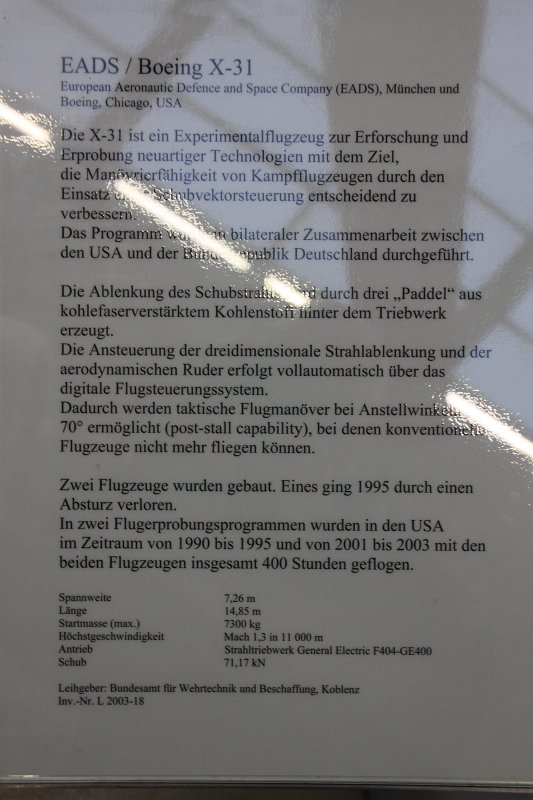 EADS / Boeing X-31
European Aeronautic Defence and Space Company (EADS), München und
Boeing, Chicago, USA
Die X-31 ist ein Experimentalflugzeug zur Erforschung und
Erprobung neuartiger Technologien mit dem Ziel,
die Manövrierfähigkeit von Kampfflugzeugen durch den
Einsatz einer Schubvektorsteuerung entscheidend zu
verbessern.
Das Programm in bilateraler Zusammenarbeit zwischen
den USA und der Bundesrepublik Deutschland durchgeführt.
Die Ablenkung des Schubstrahls wird durch drei „Paddel“ aus
kohlefaserverstärktem Kohlenstoff hinter dem Triebwerk
erzeugt.
Die Ansteuerung der dreidimensionale Strahlablenkung und der
aerodynamischen Ruder erfolgt vollautomatisch über das
digitale Flugsteuerungssystem.
Dadurch werden taktische Flugmanöver bei Anstellwinkeln
70° ermöglicht (post-stall capability), bei denen konventionelle
Flugzeuge nicht mehr fliegen können.
Zwei Flugzeuge wurden gebaut. Eines ging 1995 durch einen
Absturz verloren.
In zwei Flugerprobungsprogrammen wurden in den USA
im Zeitraum von 1990 bis 1995 und von 2001 bis 2003 mit den
beiden Flugzeugen insgesamt 400 Stunden geflogen.
Spannweite 7,26 m
Länge 14,85 m
Startmasse (max.) 7300 kg
Höchstgeschwindigkeit Mach 1,3 in 11 000 m
Antrieb Strahltriebwerk General Electric F404-GE400
Schub 71,17 kN
Leihgeber: Bundesamt für Wehrtechnik und Beschaffung, Koblenz
Inv.-Nr. L 2003-18